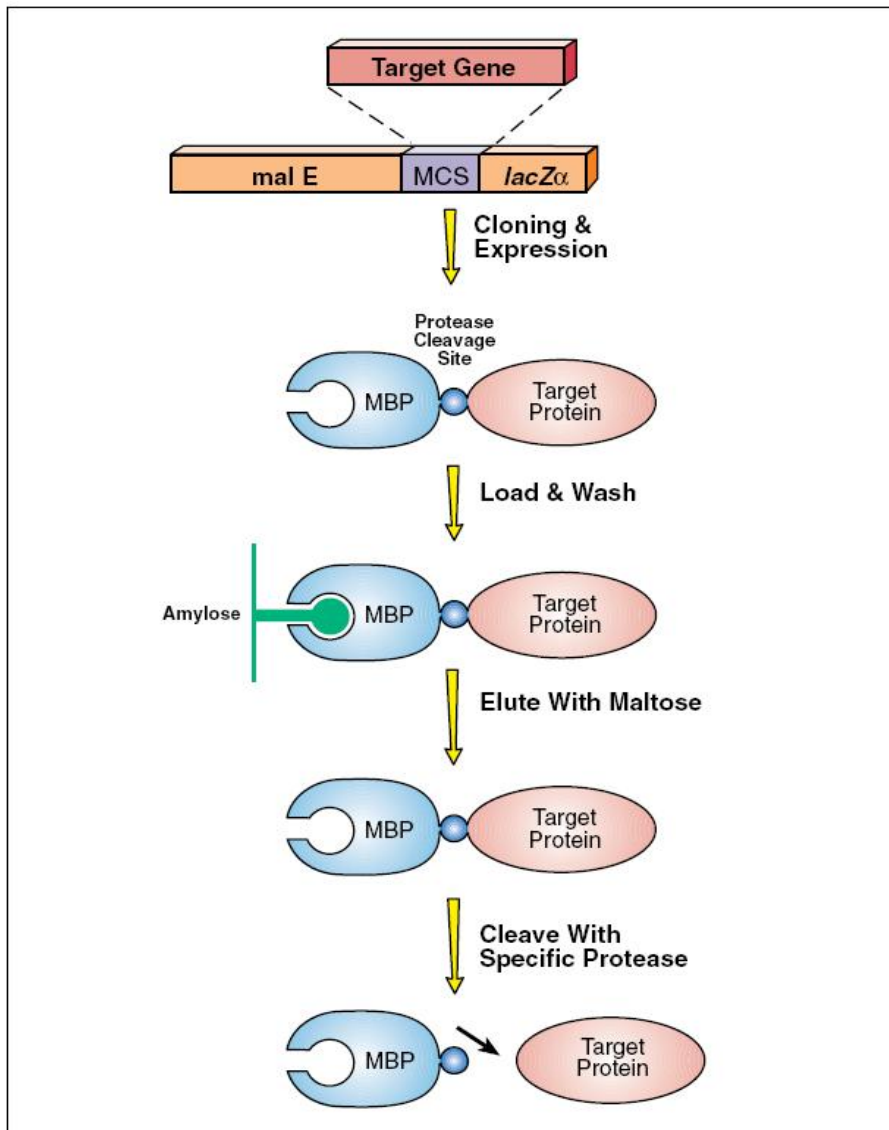 Target Gene
mal E
MCS
lacZα
Cloning &
Expression
Protease
Cleavage
Site
MBP
Target
Protein
Load & Wash
Amylose
MBP
Target
Protein
Elute With Maltose
MBP
Target
Protein
Cleave With
Specific Protease
MBP
Target
Protein